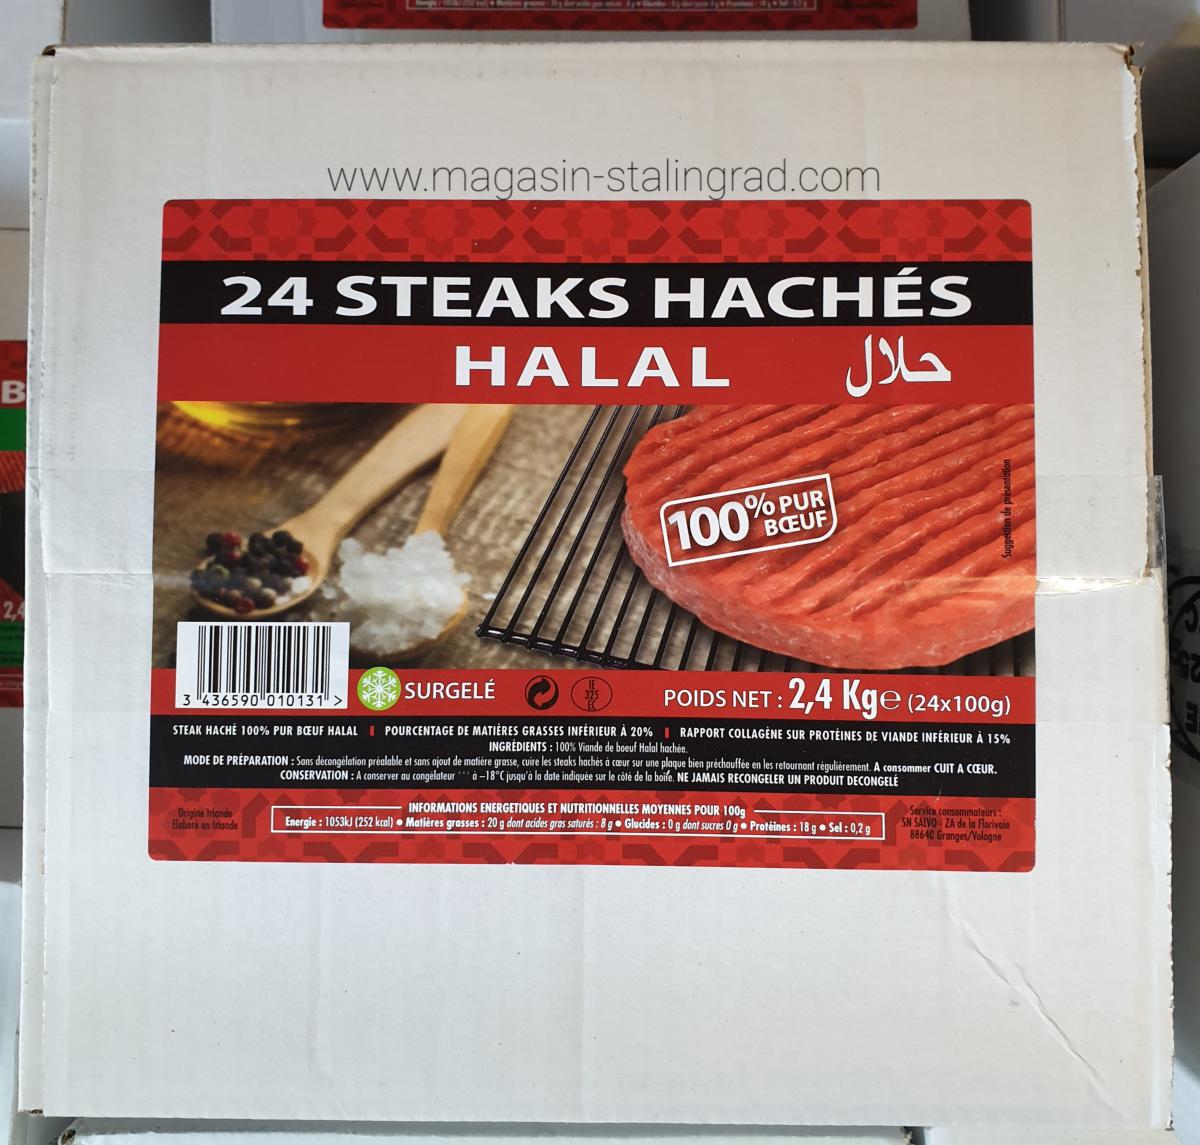 www.magasin-stalingrad.com
24 STEAKS HACHÉS
HALAL حلال
100% PUR
BŒUF
Suggestion de présentation
B
2,4
3 436590 010131 >
SURGELÉ
IE
325
EC
POIDS NET : 2,4 Kg e (24x100g)
STEAK HACHÉ 100% PUR BŒUF HALAL | POURCENTAGE DE MATIÈRES GRASSES INFÉRIEUR À 20% | RAPPORT COLLAGÈNE SUR PROTÉINES DE VIANDE INFÉRIEUR À 15%
INGRÉDIENTS : 100% Viande de boeuf Halal hachée.
MODE DE PRÉPARATION : Sans décongélation préalable et sans ajout de matière grasse, cuire les steaks hachés à cœur sur une plaque bien préchauffée en les retournant régulièrement. A consommer CUIT A CŒUR.
CONSERVATION : A conserver au congélateur *** à –18°C jusqu'à la date indiquée sur le côté de la boîte. NE JAMAIS RECONGELER UN PRODUIT DECONGELÉ
Origine Irlande
Elaboré en Irlande
INFORMATIONS ENERGETIQUES ET NUTRITIONNELLES MOYENNES POUR 100g
Energie : 1053kJ (252 kcal) • Matières grasses : 20 g dont acides gras saturés : 8 g • Glucides : 0 g dont sucres 0 g • Protéines : 18 g • Sel : 0,2 g
Service consommateurs :
SN SALVO - ZA de la Florivoie
88640 Granges/Vologne